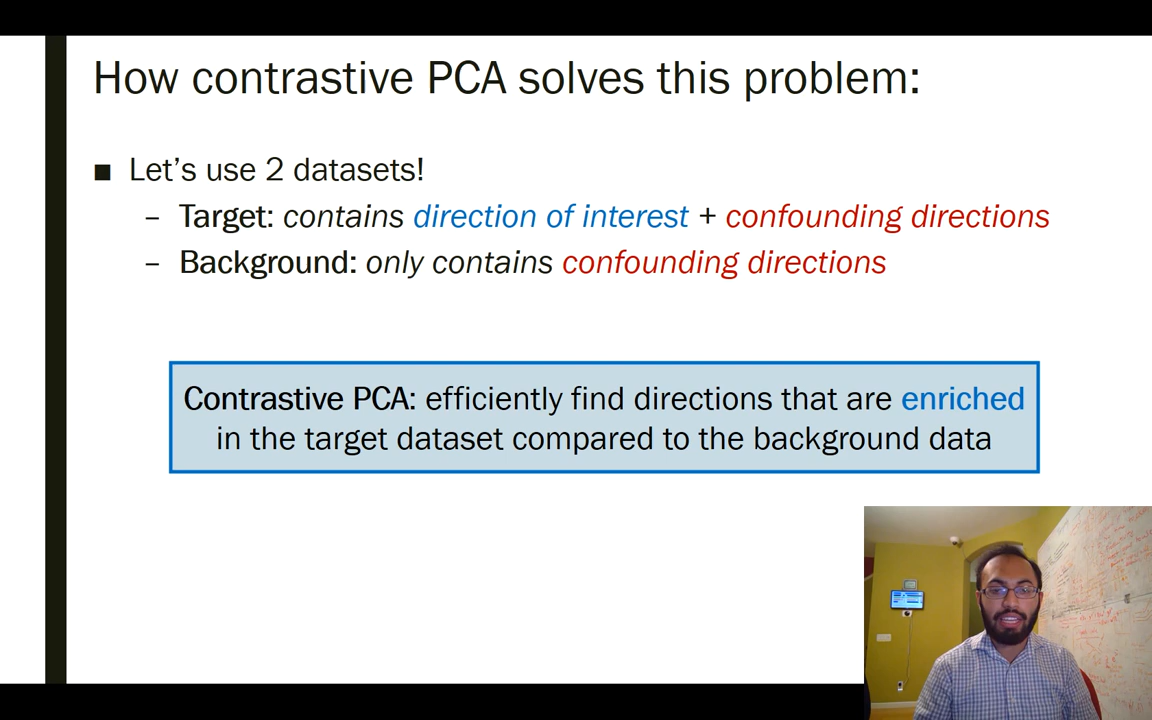 How contrastive PCA solves this problem:
■ Let's use 2 datasets!
– Target: contains direction of interest + confounding directions
– Background: only contains confounding directions
Contrastive PCA: efficiently find directions that are enriched
in the target dataset compared to the background data